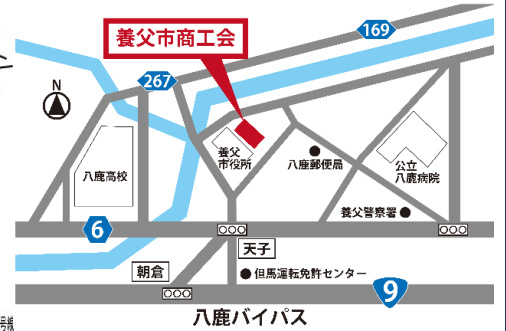 養父市商工会
169
N
267
養父
市役所
八鹿郵便局
公立
八鹿病院
八鹿高校
養父警察署
6
天子
朝倉
但馬運転免許センター
9
八鹿バイパス
号線